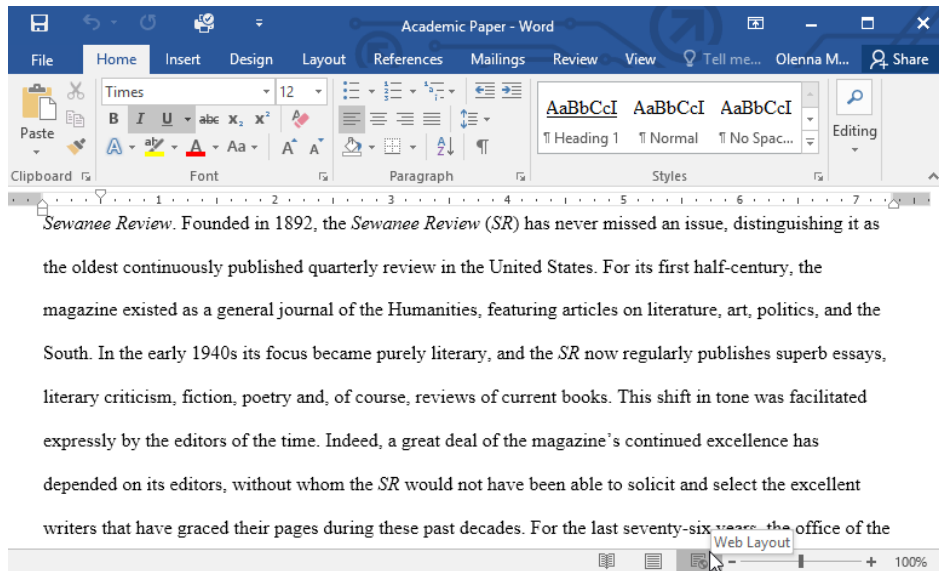 Academic Paper - Word
File Home Insert Design Layout References Mailings Review View Tell me... Olenna M... Share
Times 12
Paste
B I U abc X₂ X²
A aby A Aa A A
A Z
¶
AaBbCcI AaBbCcI AaBbCcI
¶ Heading 1 ¶ Normal ¶ No Spac...
Editing
Clipboard Font Paragraph Styles
1 2 3 4 5 6 7
Sewanee Review. Founded in 1892, the Sewanee Review (SR) has never missed an issue, distinguishing it as
the oldest continuously published quarterly review in the United States. For its first half-century, the
magazine existed as a general journal of the Humanities, featuring articles on literature, art, politics, and the
South. In the early 1940s its focus became purely literary, and the SR now regularly publishes superb essays,
literary criticism, fiction, poetry and, of course, reviews of current books. This shift in tone was facilitated
expressly by the editors of the time. Indeed, a great deal of the magazine's continued excellence has
depended on its editors, without whom the SR would not have been able to solicit and select the excellent
writers that have graced their pages during these past decades. For the last seventy-six years, the office of the
Web Layout
- + 100%